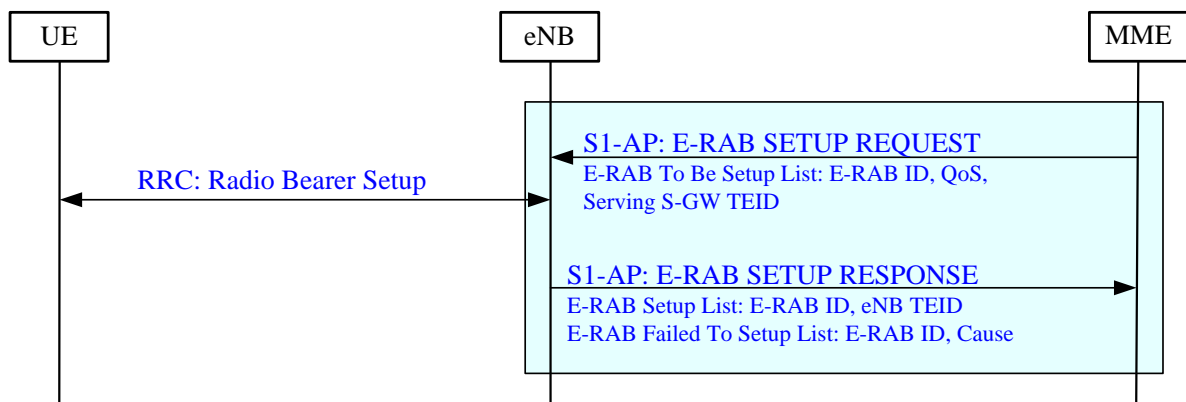 UE
eNB
MME
S1-AP: E-RAB SETUP REQUEST
E-RAB To Be Setup List: E-RAB ID, QoS,
Serving S-GW TEID
RRC: Radio Bearer Setup
S1-AP: E-RAB SETUP RESPONSE
E-RAB Setup List: E-RAB ID, eNB TEID
E-RAB Failed To Setup List: E-RAB ID, Cause